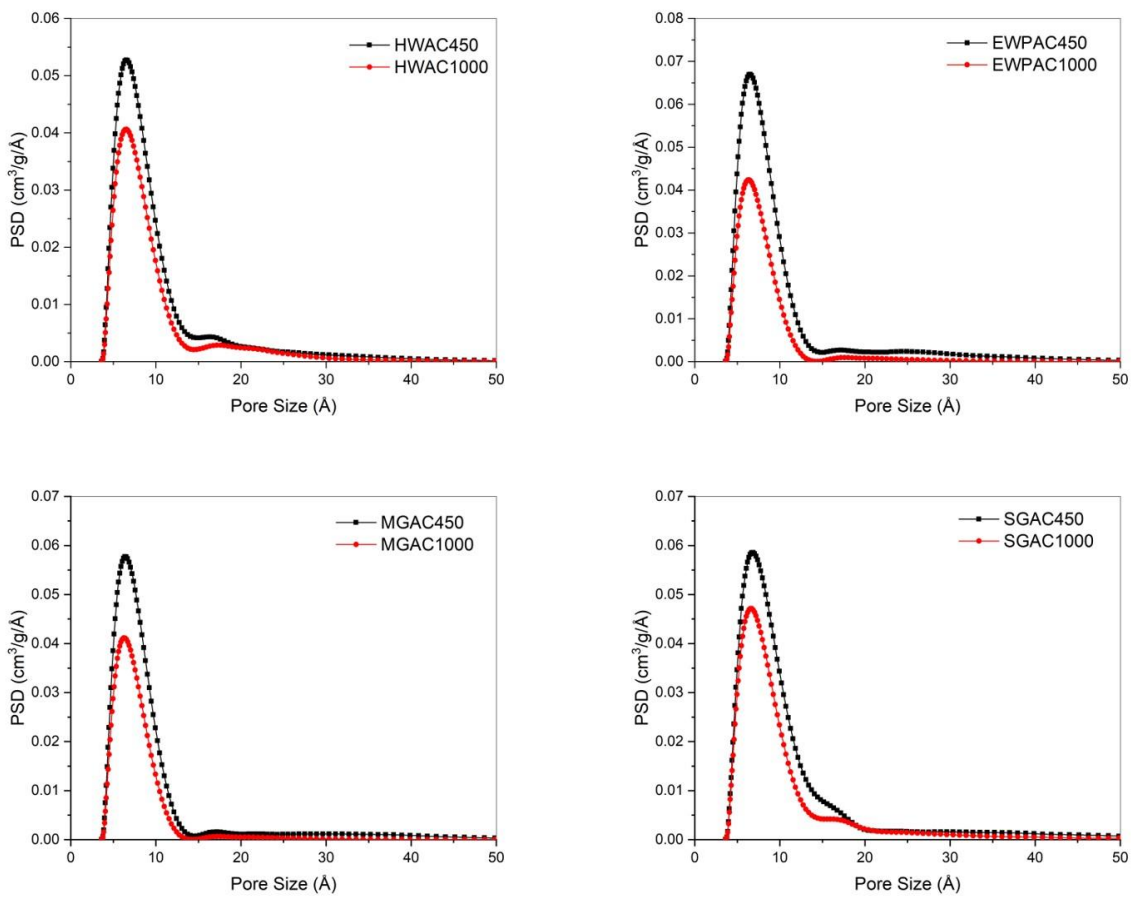 0.06
0.05
0.04
0.03
0.02
0.01
0.00
PSD (cm³/g/Å)
HWAC450
HWAC1000
0 10 20 30 40 50
Pore Size (Å)
0.08
0.07
0.06
0.05
0.04
0.03
0.02
0.01
0.00
PSD (cm³/g/Å)
EWPAC450
EWPAC1000
0 10 20 30 40 50
Pore Size (Å)
0.07
0.06
0.05
0.04
0.03
0.02
0.01
0.00
PSD (cm³/g/Å)
MGAC450
MGAC1000
0 10 20 30 40 50
Pore Size (Å)
0.07
0.06
0.05
0.04
0.03
0.02
0.01
0.00
PSD (cm³/g/Å)
SGAC450
SGAC1000
0 10 20 30 40 50
Pore Size (Å)